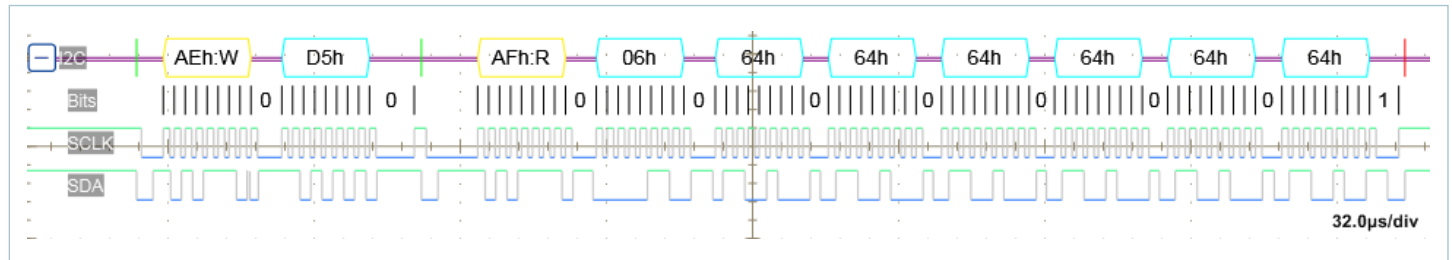 I2C AEh:W D5h AFh:R 06h 64h 64h 64h 64h 64h 64h
Bits 0 0 0 0 0 0 0 0 0 1
SCLK
SDA
32.0µs/div